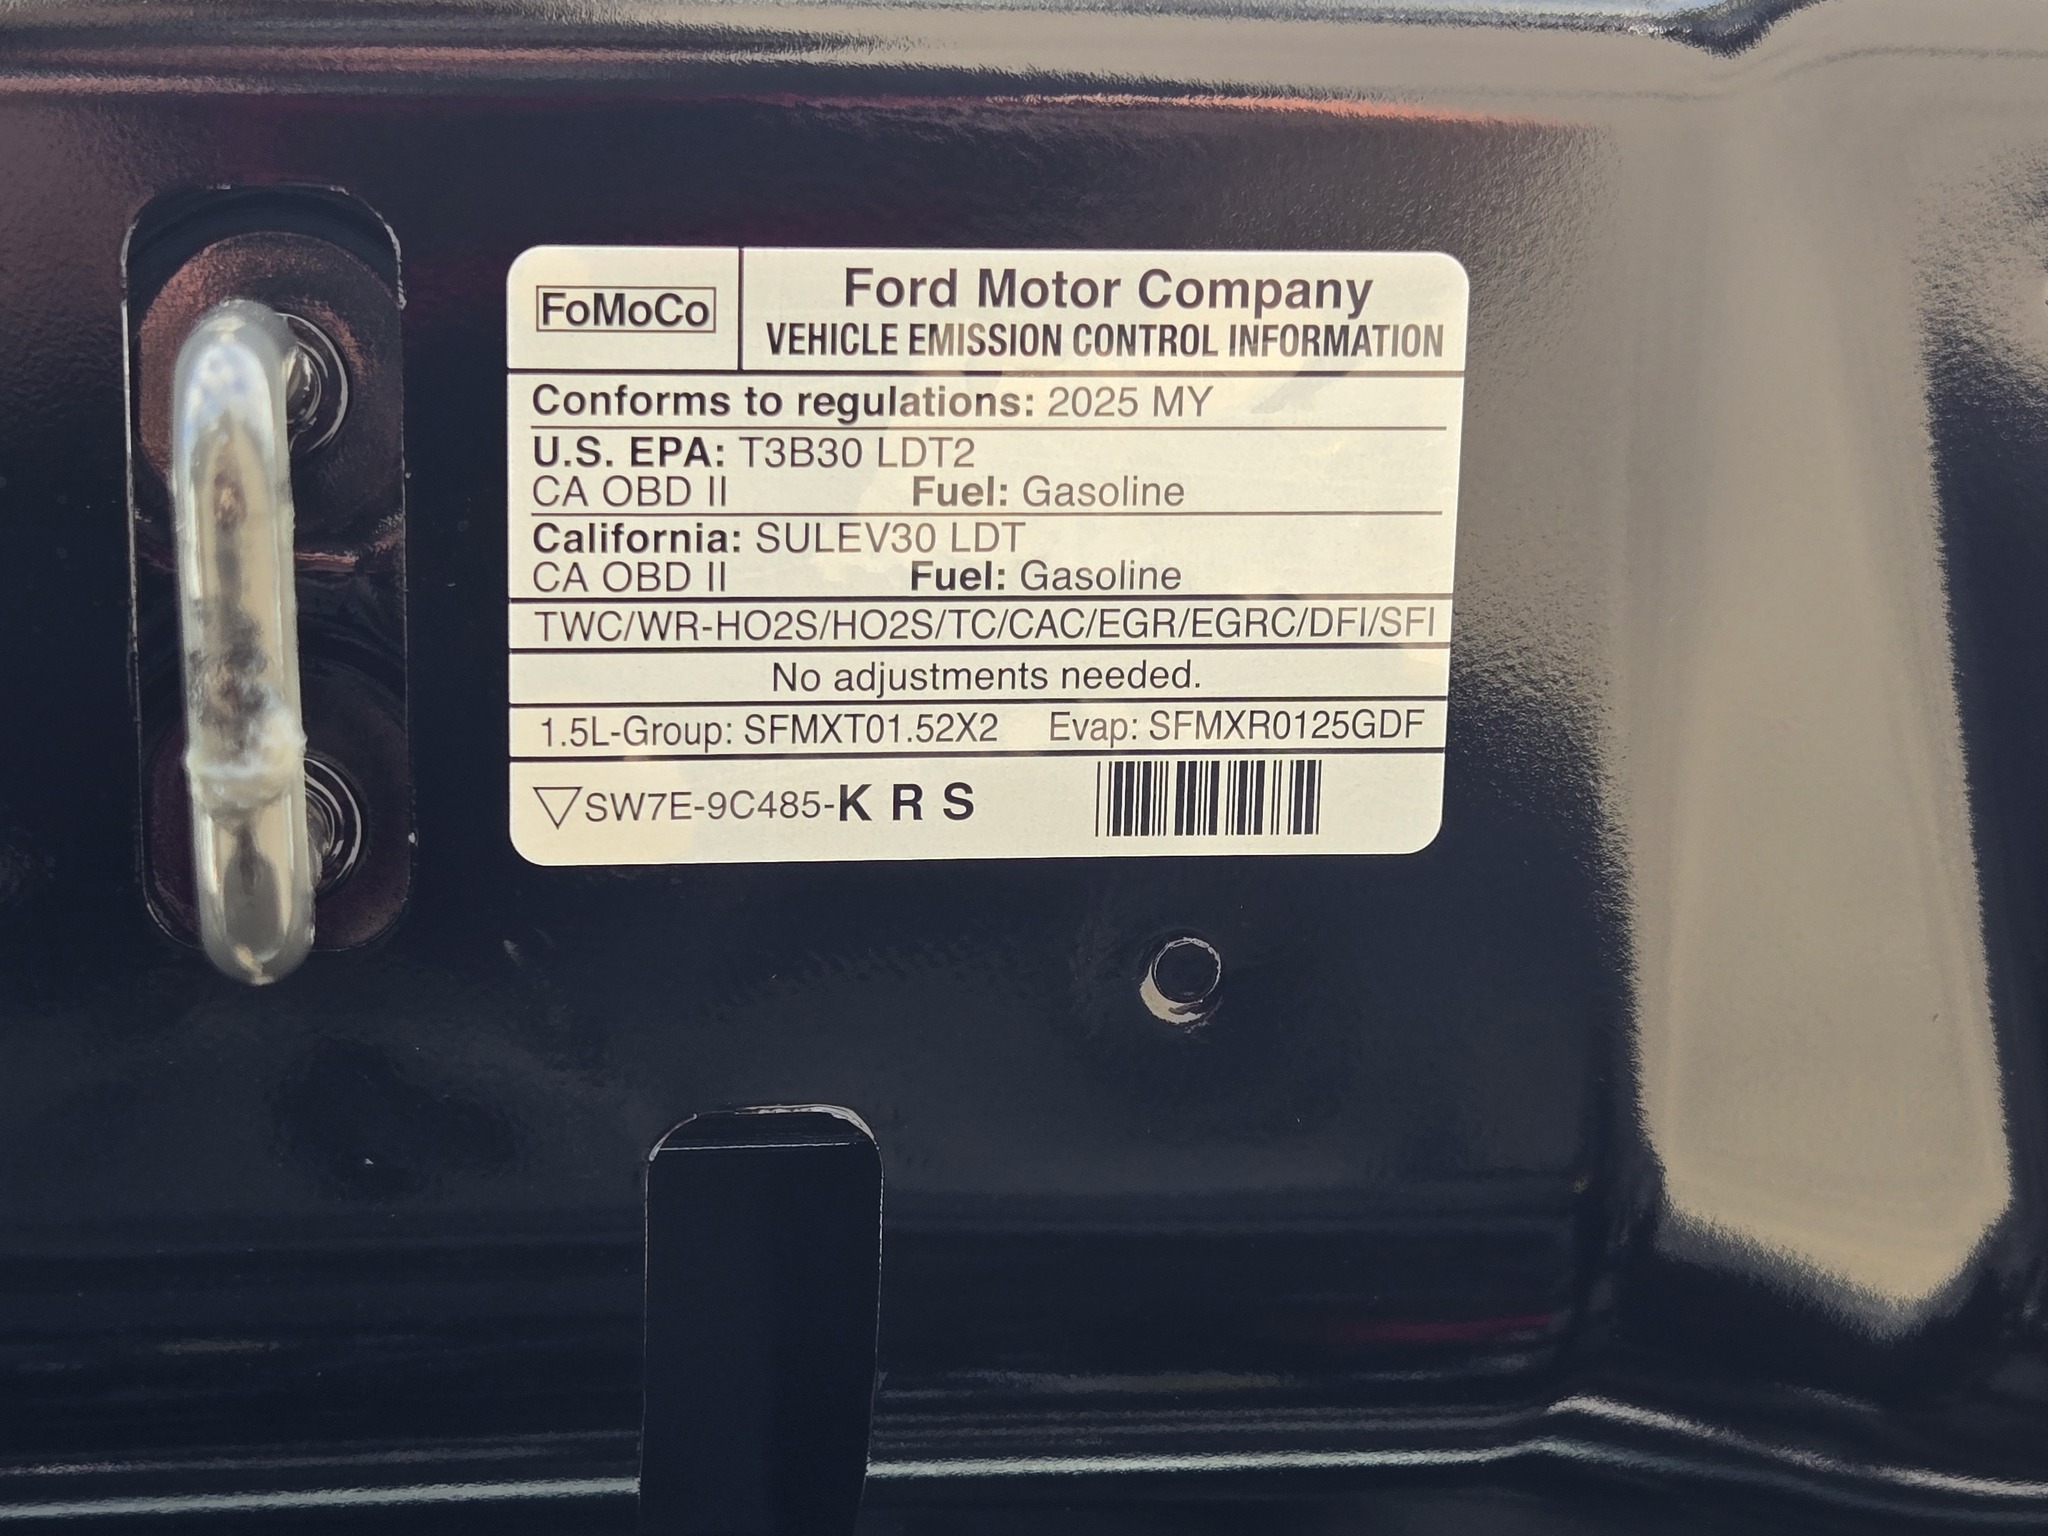 FoMoCo
Ford Motor Company
VEHICLE EMISSION CONTROL INFORMATION
Conforms to regulations: 2025 MY
U.S. EPA: T3B30 LDT2
CA OBD II Fuel: Gasoline
California: SULEV30 LDT
CA OBD II Fuel: Gasoline
TWC/WR-HO2S/HO2S/TC/CAC/EGR/EGRC/DFI/SFI
No adjustments needed.
1.5L-Group: SFMXT01.52X2 Evap: SFMXR0125GDF
▽SW7E-9C485-K R S